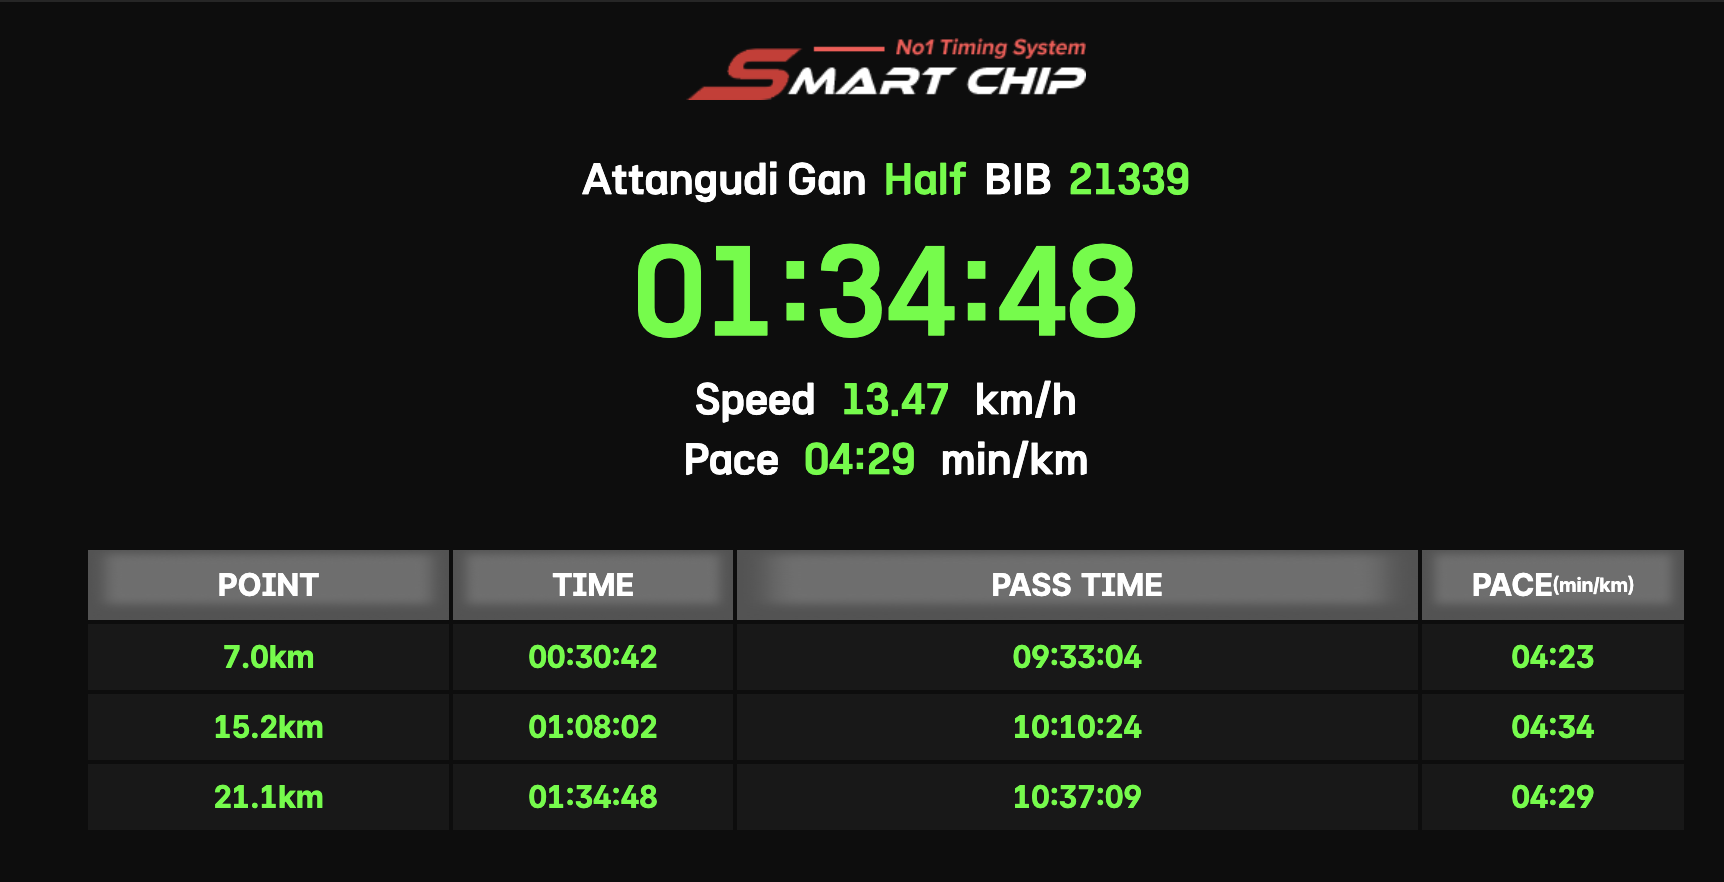 No1 Timing System
SMART CHIP
Attangudi Gan Half BIB 21339
01:34:48
Speed 13.47 km/h
Pace 04:29 min/km
POINT TIME PASS TIME PACE(min/km)
7.0km 00:30:42 09:33:04 04:23
15.2km 01:08:02 10:10:24 04:34
21.1km 01:34:48 10:37:09 04:29